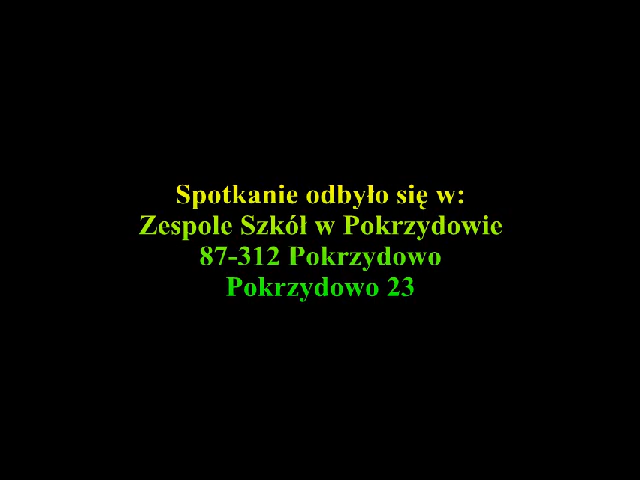 Spotkanie odbyło się w:
Zespole Szkół w Pokrzydowie
87-312 Pokrzydowo
Pokrzydowo 23